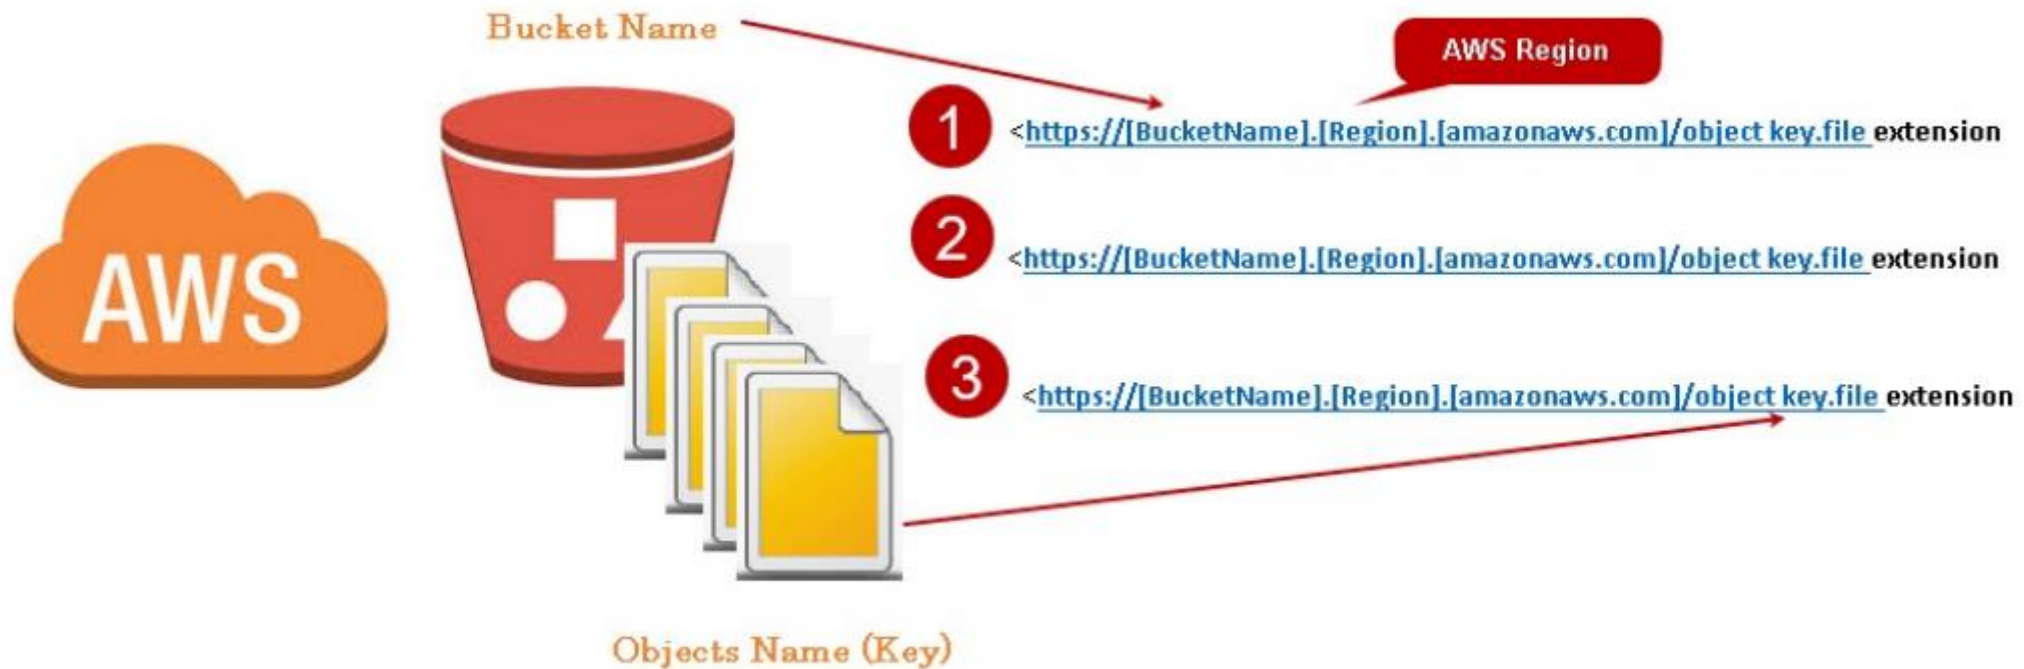 Bucket Name
AWS Region
AWS
1 <https://[BucketName].[Region].[amazonaws.com]/object key.file extension
2 <https://[BucketName].[Region].[amazonaws.com]/object key.file extension
3 <https://[BucketName].[Region].[amazonaws.com]/object key.file extension
Objects Name (Key)